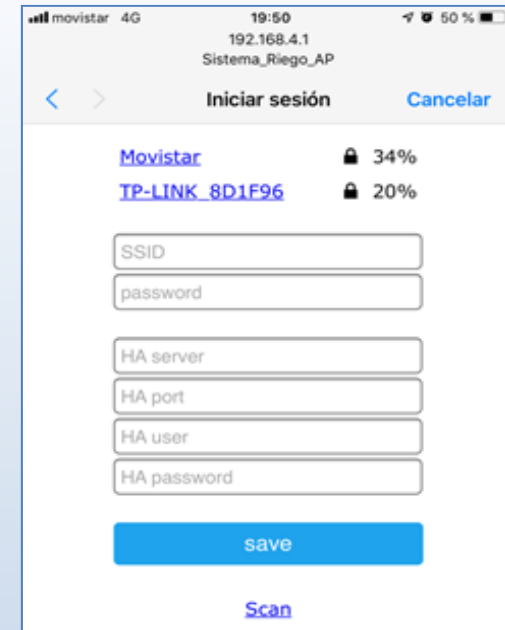 movistar 4G 19:50 50 %
192.168.4.1
Sistema_Riego_AP
Iniciar sesión Cancelar
Movistar 34%
TP-LINK_8D1F96 20%
SSID
password
HA server
HA port
HA user
HA password
save
Scan